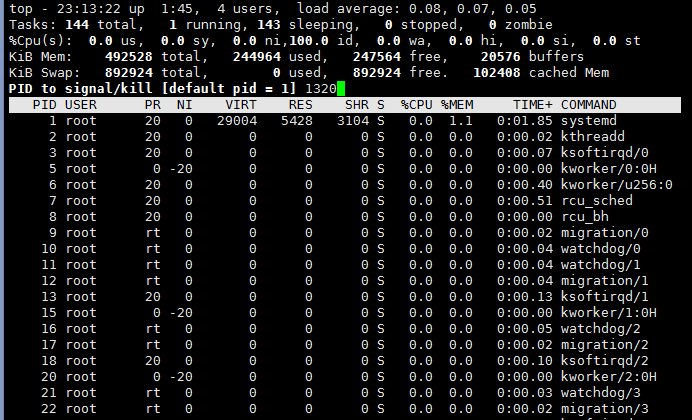 top - 23:13:22 up  1:45,  4 users,  load average: 0.08, 0.07, 0.05
Tasks: 144 total,   1 running, 143 sleeping,   0 stopped,   0 zombie
%Cpu(s):  0.0 us,  0.0 sy,  0.0 ni,100.0 id,  0.0 wa,  0.0 hi,  0.0 si,  0.0 st
KiB Mem:    492528 total,   244964 used,   247564 free,    20576 buffers
KiB Swap:   892924 total,        0 used,   892924 free.   102408 cached Mem
PID to signal/kill [default pid = 1] 1320
PID USER      PR  NI    VIRT    RES    SHR S  %CPU %MEM     TIME+ COMMAND
1 root      20   0   29004   5428   3104 S   0.0  1.1   0:01.85 systemd
2 root      20   0       0      0      0 S   0.0  0.0   0:00.02 kthreadd
3 root      20   0       0      0      0 S   0.0  0.0   0:00.07 ksoftirqd/0
5 root       0 -20       0      0      0 S   0.0  0.0   0:00.00 kworker/0:0H
6 root      20   0       0      0      0 S   0.0  0.0   0:00.40 kworker/u256:0
7 root      20   0       0      0      0 S   0.0  0.0   0:00.51 rcu_sched
8 root      20   0       0      0      0 S   0.0  0.0   0:00.00 rcu_bh
9 root      rt   0       0      0      0 S   0.0  0.0   0:00.02 migration/0
10 root      rt   0       0      0      0 S   0.0  0.0   0:00.04 watchdog/0
11 root      rt   0       0      0      0 S   0.0  0.0   0:00.04 watchdog/1
12 root      rt   0       0      0      0 S   0.0  0.0   0:00.04 migration/1
13 root      20   0       0      0      0 S   0.0  0.0   0:00.13 ksoftirqd/1
15 root       0 -20       0      0      0 S   0.0  0.0   0:00.00 kworker/1:0H
16 root      rt   0       0      0      0 S   0.0  0.0   0:00.05 watchdog/2
17 root      rt   0       0      0      0 S   0.0  0.0   0:00.02 migration/2
18 root      20   0       0      0      0 S   0.0  0.0   0:00.10 ksoftirqd/2
20 root       0 -20       0      0      0 S   0.0  0.0   0:00.00 kworker/2:0H
21 root      rt   0       0      0      0 S   0.0  0.0   0:00.03 watchdog/3
22 root      rt   0       0      0      0 S   0.0  0.0   0:00.02 migration/3